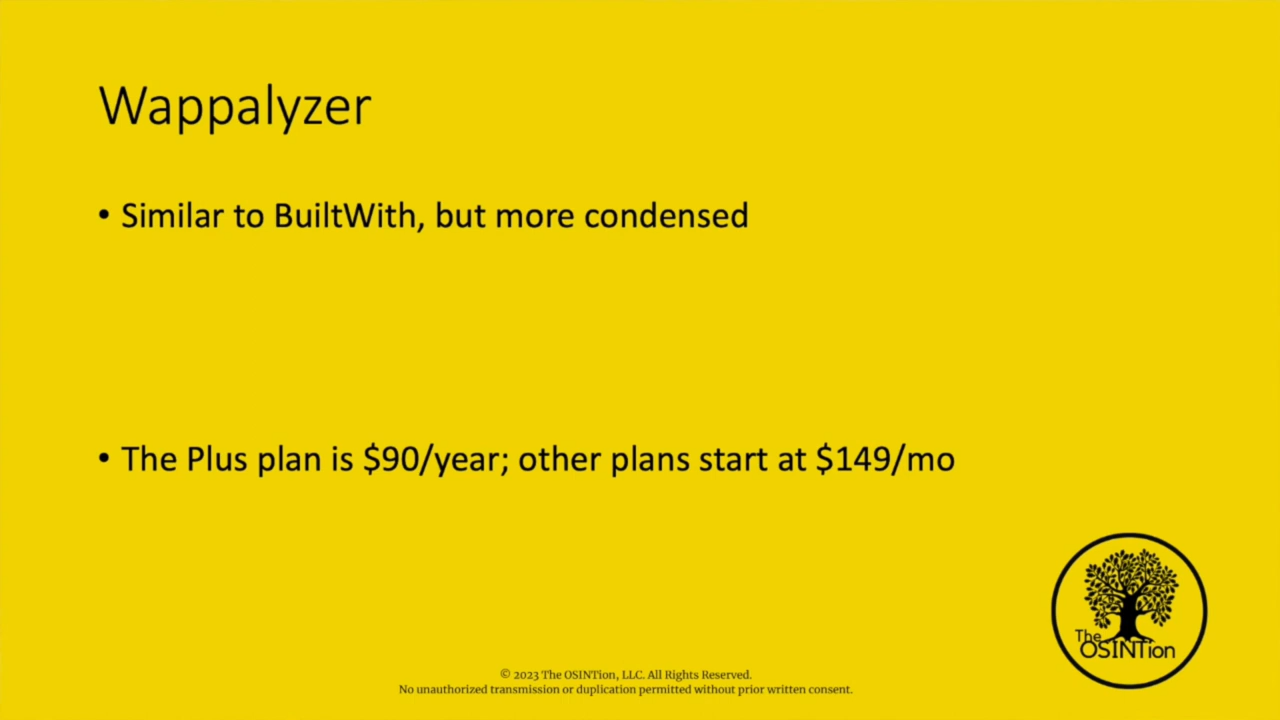 Wappalyzer
• Similar to BuiltWith, but more condensed
• The Plus plan is $90/year; other plans start at $149/mo
The
OSINTion
© 2023 The OSINTion, LLC. All Rights Reserved.
No unauthorized transmission or duplication permitted without prior written consent.